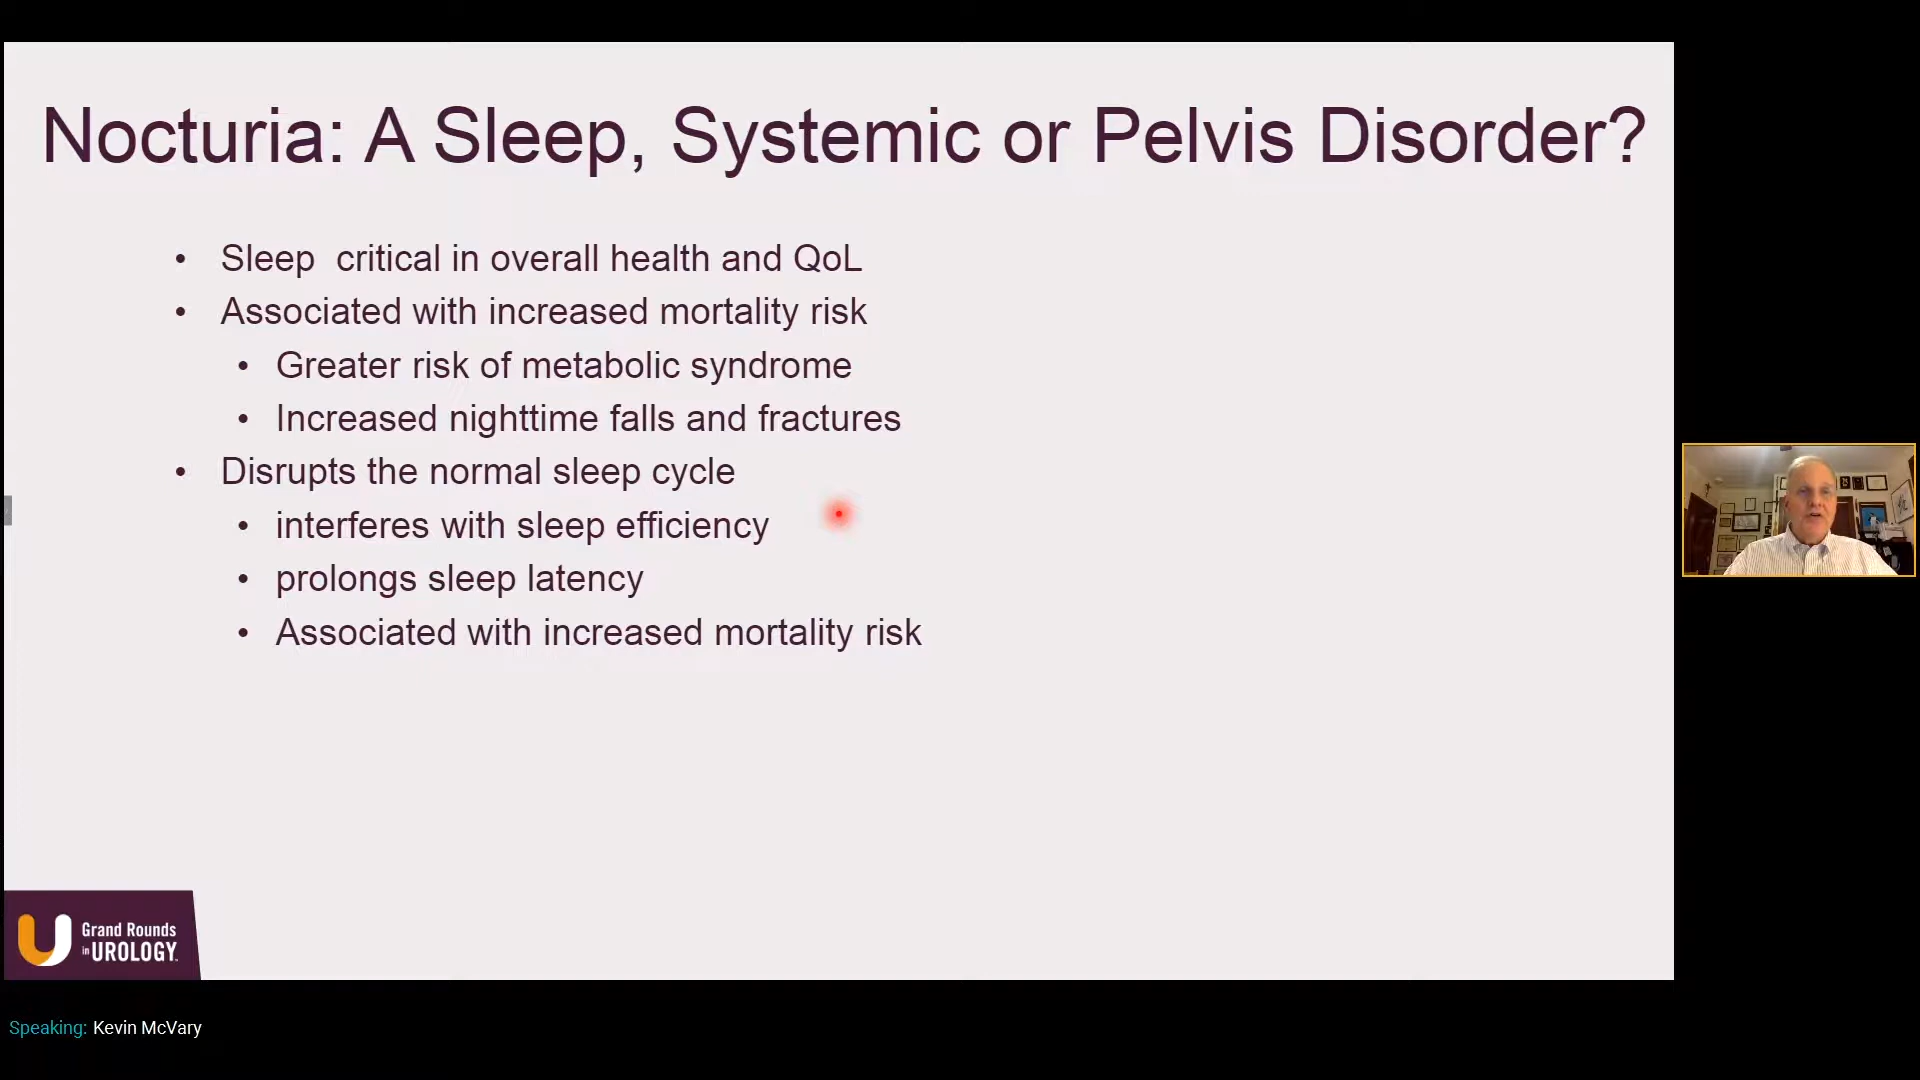 Nocturia: A Sleep, Systemic or Pelvis Disorder?
• Sleep  critical in overall health and QoL
• Associated with increased mortality risk
• Greater risk of metabolic syndrome
• Increased nighttime falls and fractures
• Disrupts the normal sleep cycle
• interferes with sleep efficiency
• prolongs sleep latency
• Associated with increased mortality risk
Grand Rounds
in UROLOGY™
Speaking: Kevin McVary